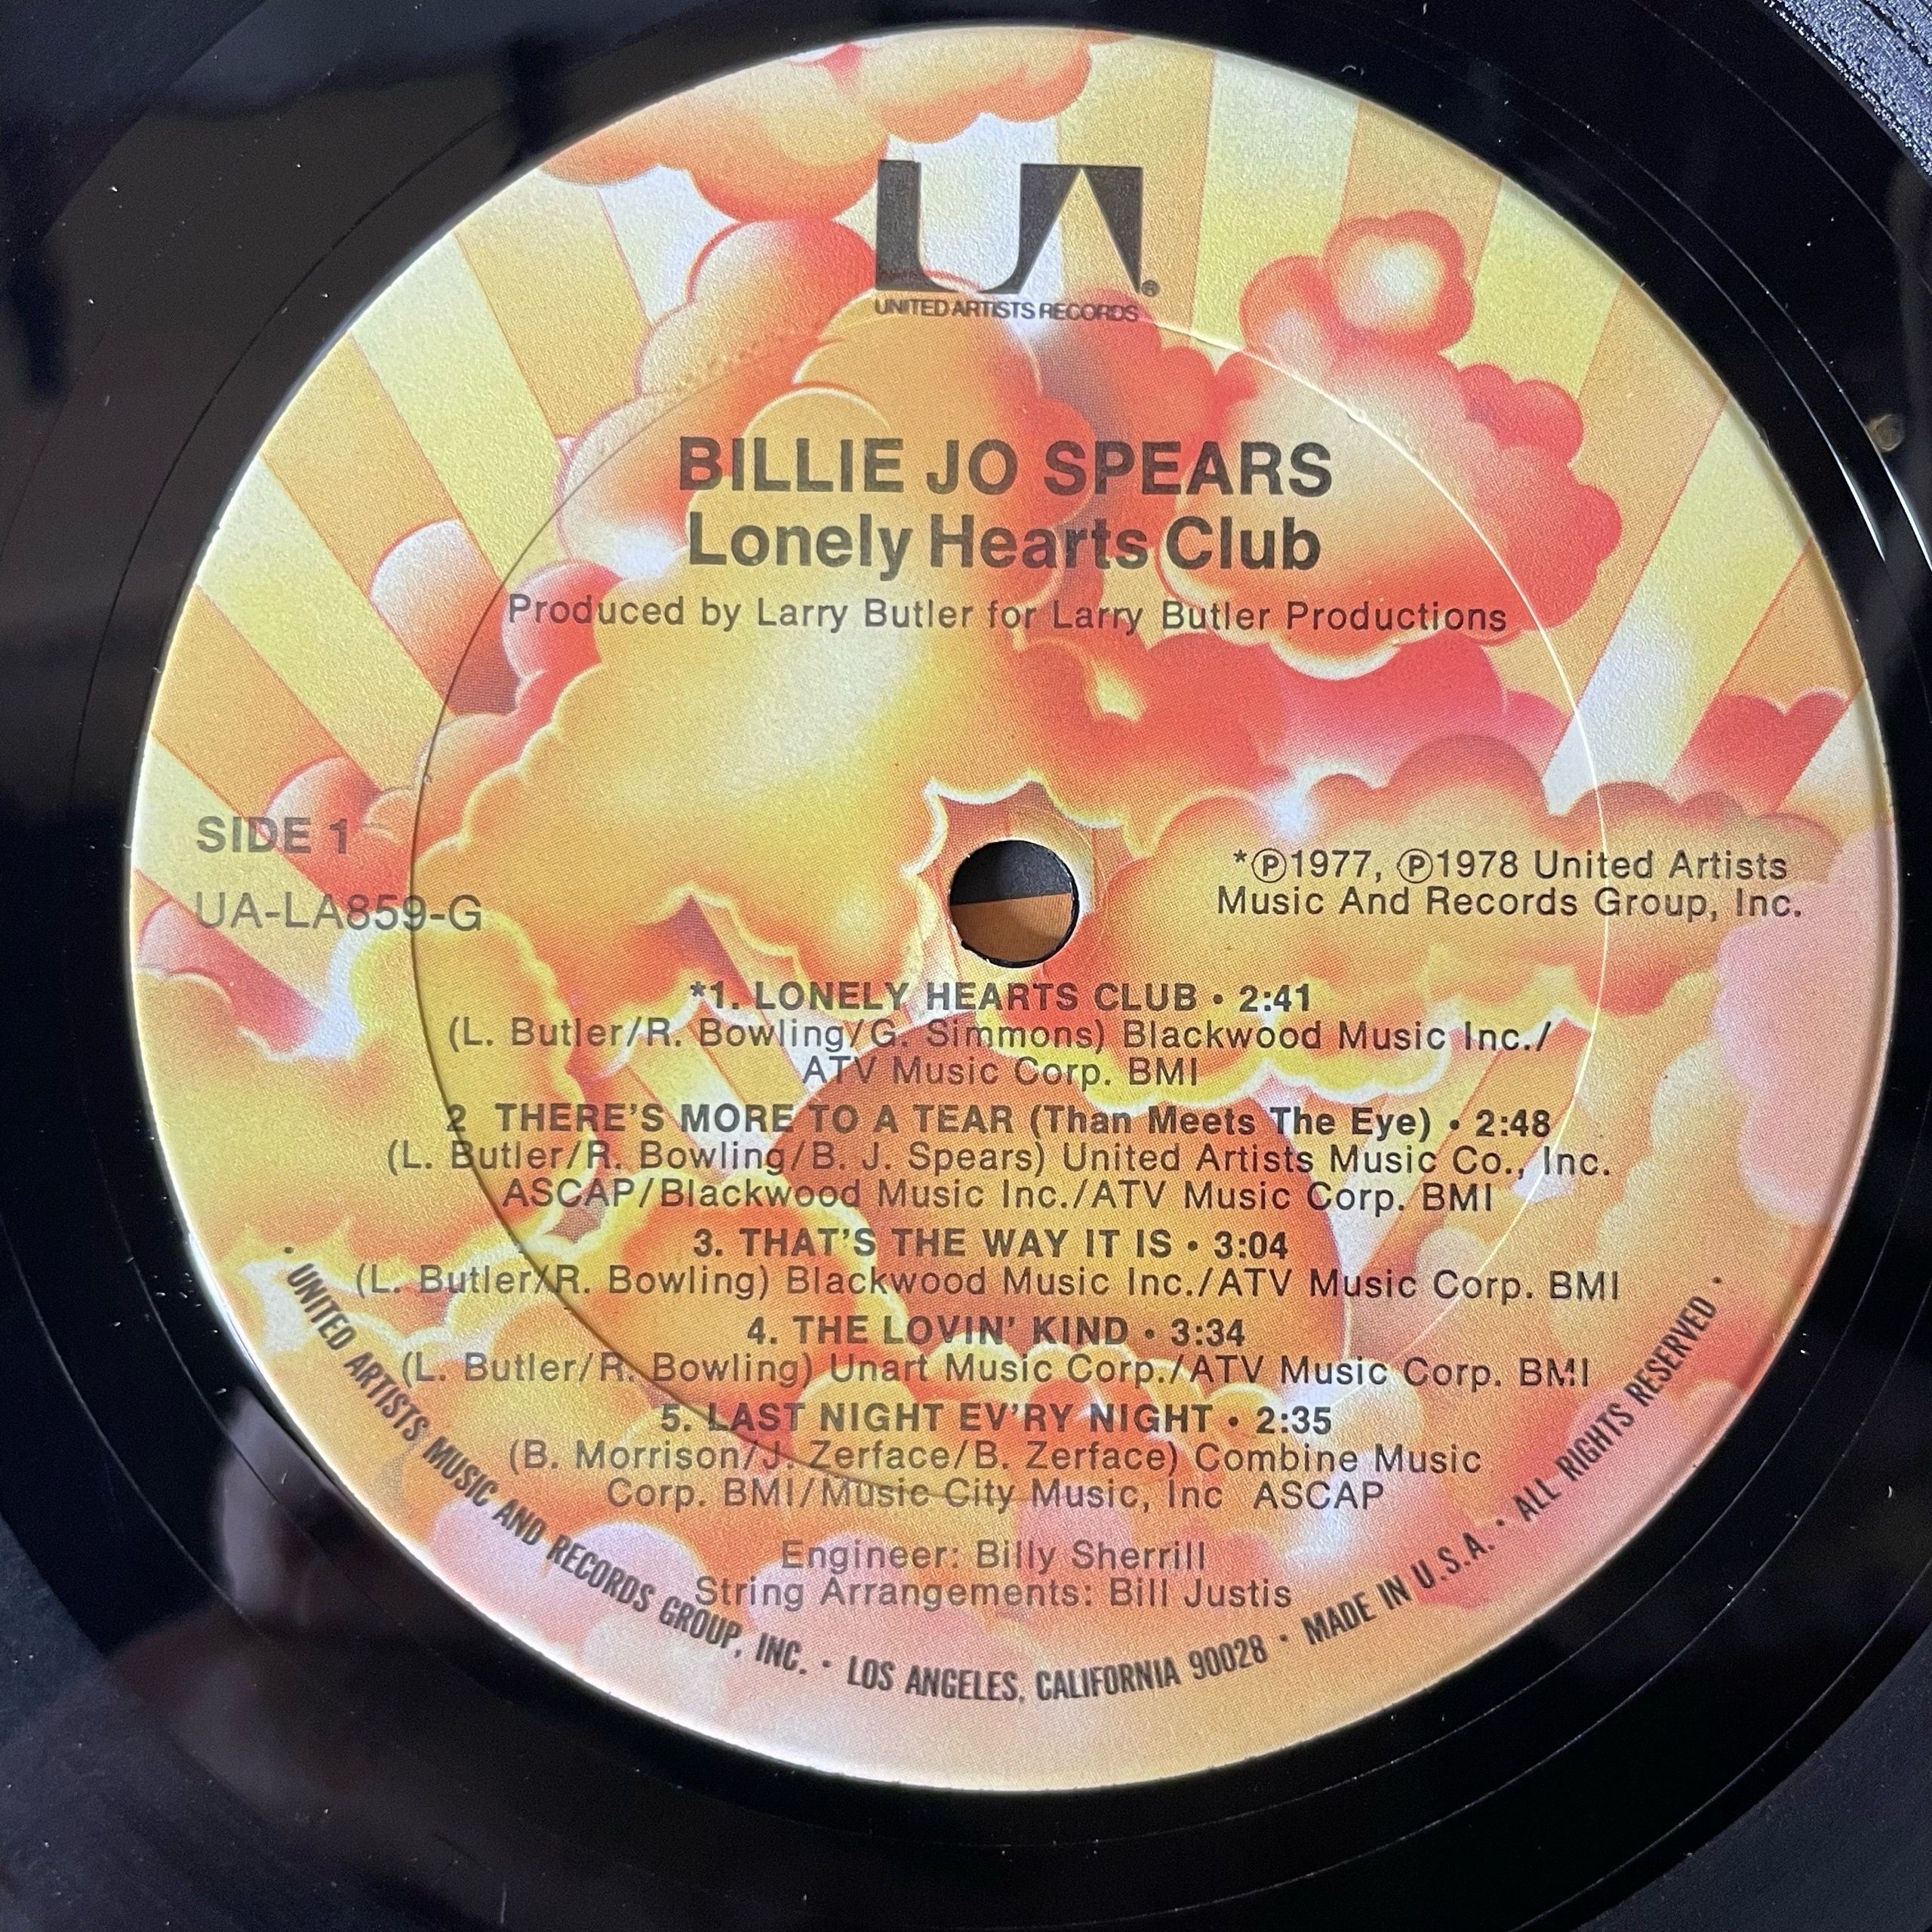 UA®
UNITED ARTISTS RECORDS
BILLIE JO SPEARS
Lonely Hearts Club
Produced by Larry Butler for Larry Butler Productions
SIDE 1
UA-LA859-G
*Ⓟ1977, Ⓟ1978 United Artists
Music And Records Group, Inc.
*1. LONELY HEARTS CLUB • 2:41
(L. Butler/R. Bowling/G. Simmons) Blackwood Music Inc./
ATV Music Corp. BMI
2 THERE'S MORE TO A TEAR (Than Meets The Eye) • 2:48
(L. Butler/R. Bowling/B. J. Spears) United Artists Music Co., Inc.
ASCAP/Blackwood Music Inc./ATV Music Corp. BMI
3. THAT'S THE WAY IT IS • 3:04
(L. Butler/R. Bowling) Blackwood Music Inc./ATV Music Corp. BMI
4. THE LOVIN' KIND • 3:34
(L. Butler/R. Bowling) Unart Music Corp./ATV Music Corp. BMI
5. LAST NIGHT EV'RY NIGHT • 2:35
(B. Morrison/J. Zerface/B. Zerface) Combine Music
Corp. BMI/Music City Music, Inc ASCAP
Engineer: Billy Sherrill
String Arrangements: Bill Justis
• UNITED ARTISTS MUSIC AND RECORDS GROUP, INC. • LOS ANGELES, CALIFORNIA 90028 • MADE IN U.S.A. • ALL RIGHTS RESERVED •